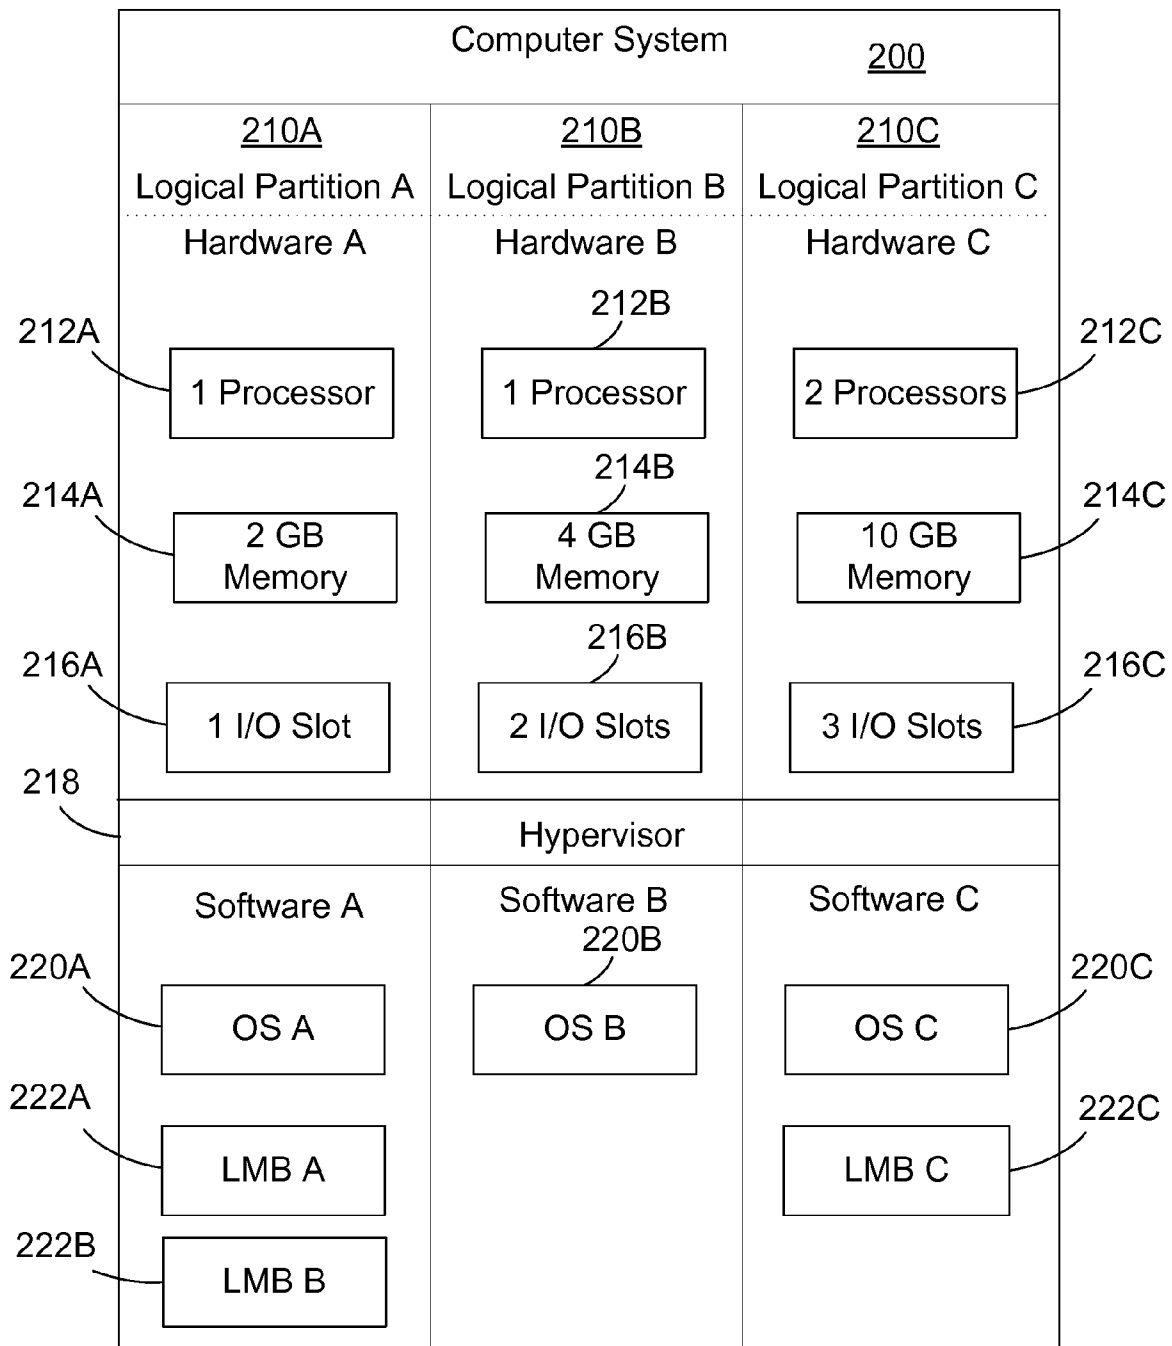 Computer System
200
210A
210B
210C
Logical Partition A
Logical Partition B
Logical Partition C
Hardware A
Hardware B
Hardware C
212A
212B
212C
1 Processor
1 Processor
2 Processors
214A
214B
214C
2 GB
Memory
4 GB
Memory
10 GB
Memory
216A
216B
216C
1 I/O Slot
2 I/O Slots
3 I/O Slots
218
Hypervisor
Software A
Software B
Software C
220A
220B
220C
OS A
OS B
OS C
222A
222C
LMB A
LMB C
222B
LMB B